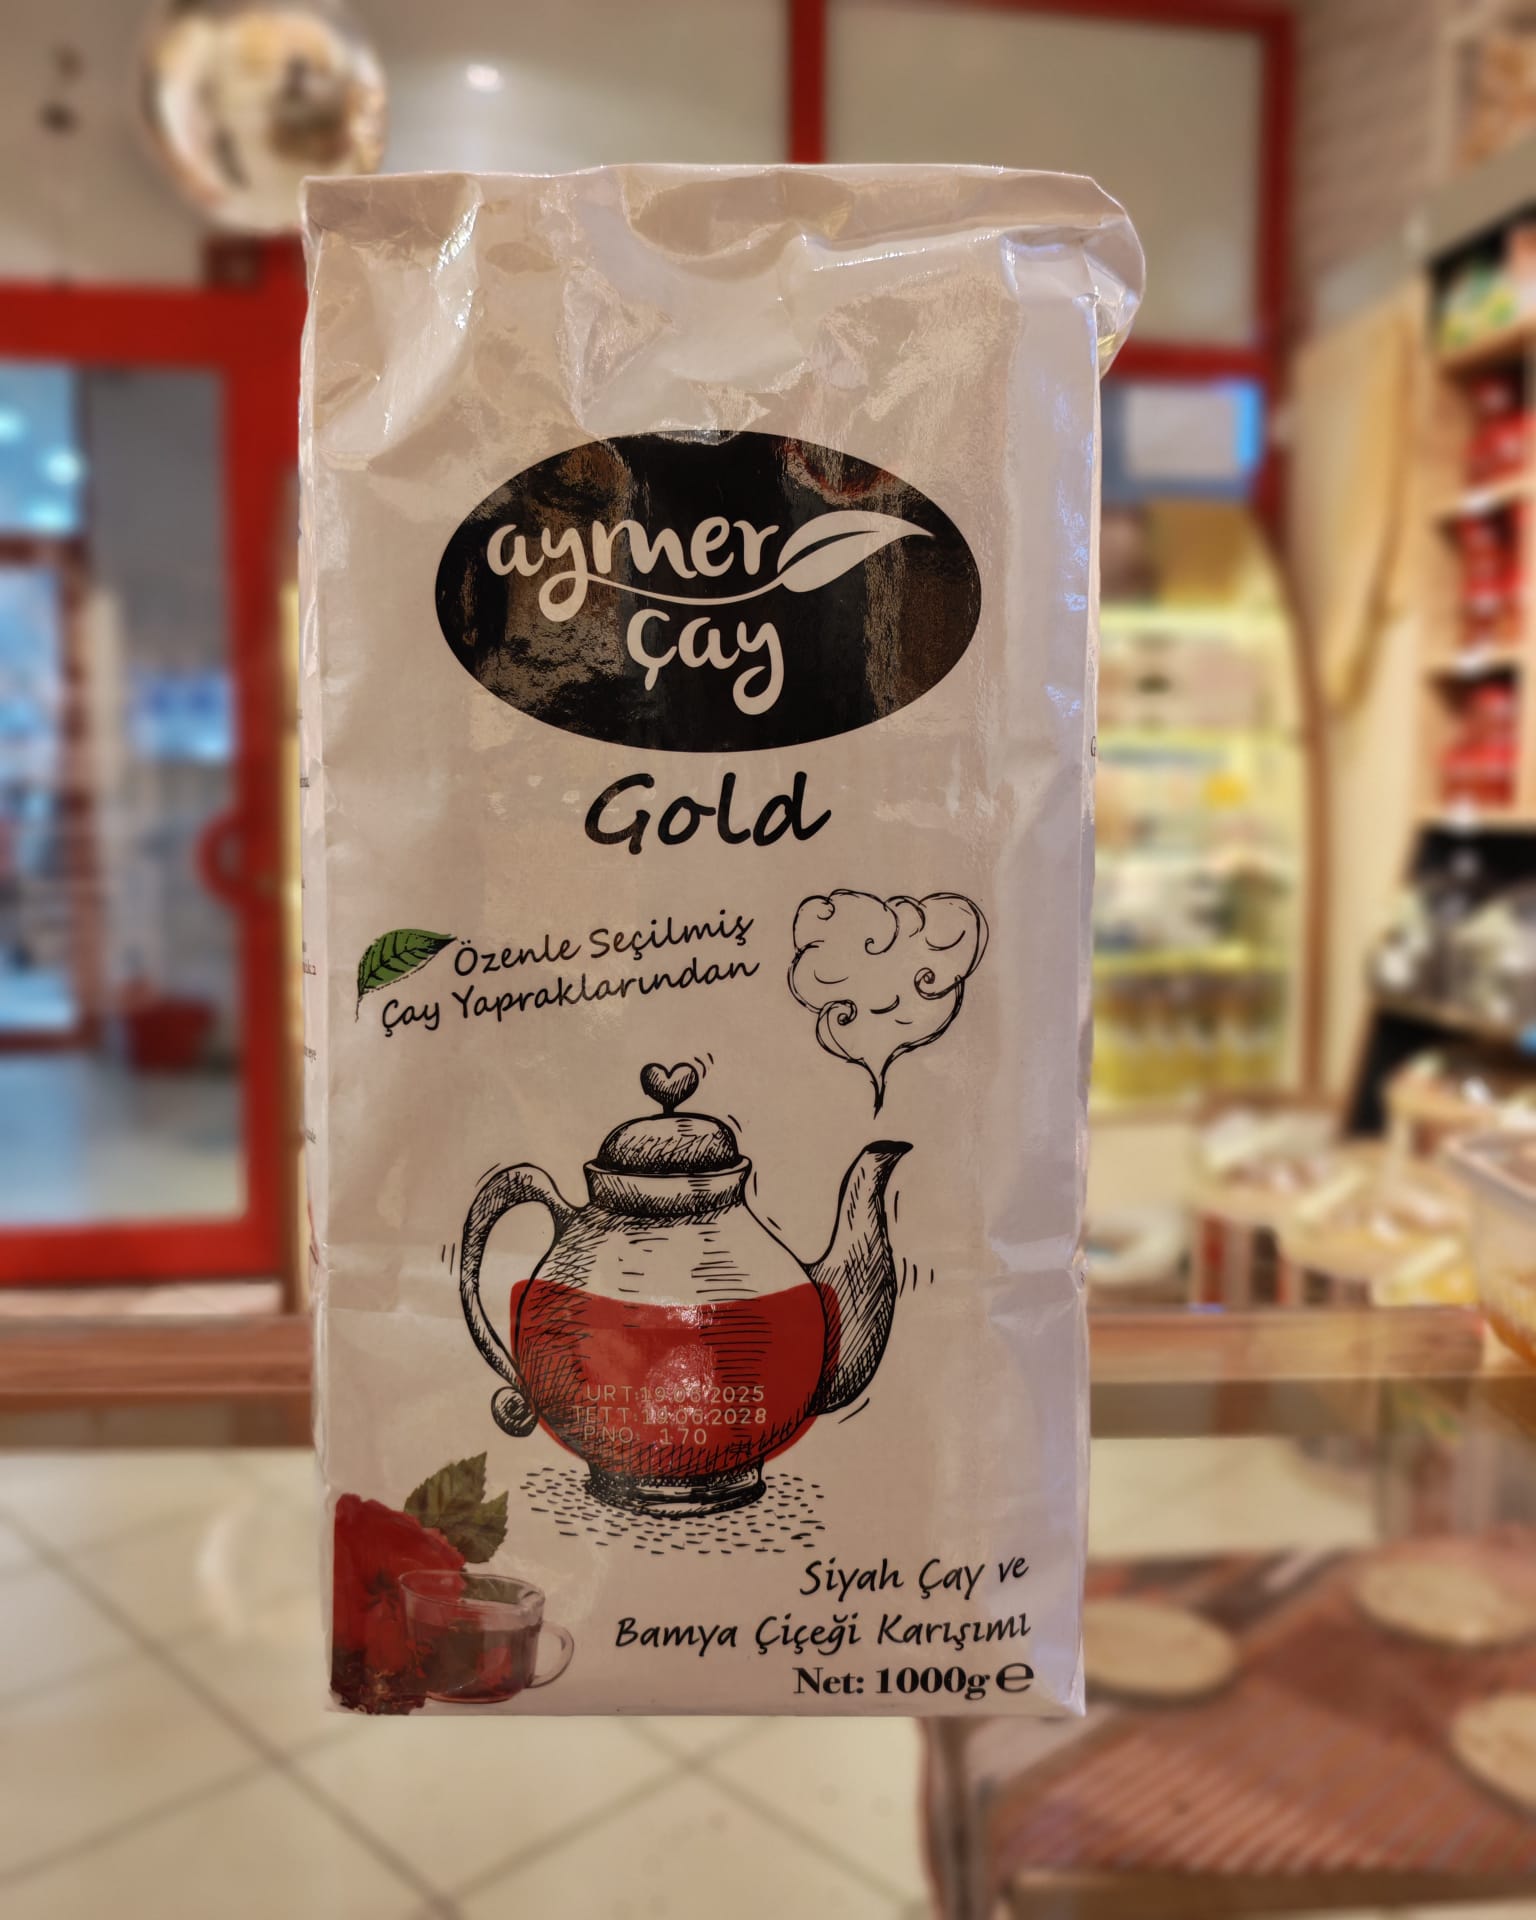 aymer
çay
Gold
Özenle Seçilmiş
Çay Yapraklarından
URT:19.06.2025
TETT:19.06.2028
P.NO: 170
Siyah Çay ve
Bamya Çiçeği Karışımı
Net: 1000g ℮